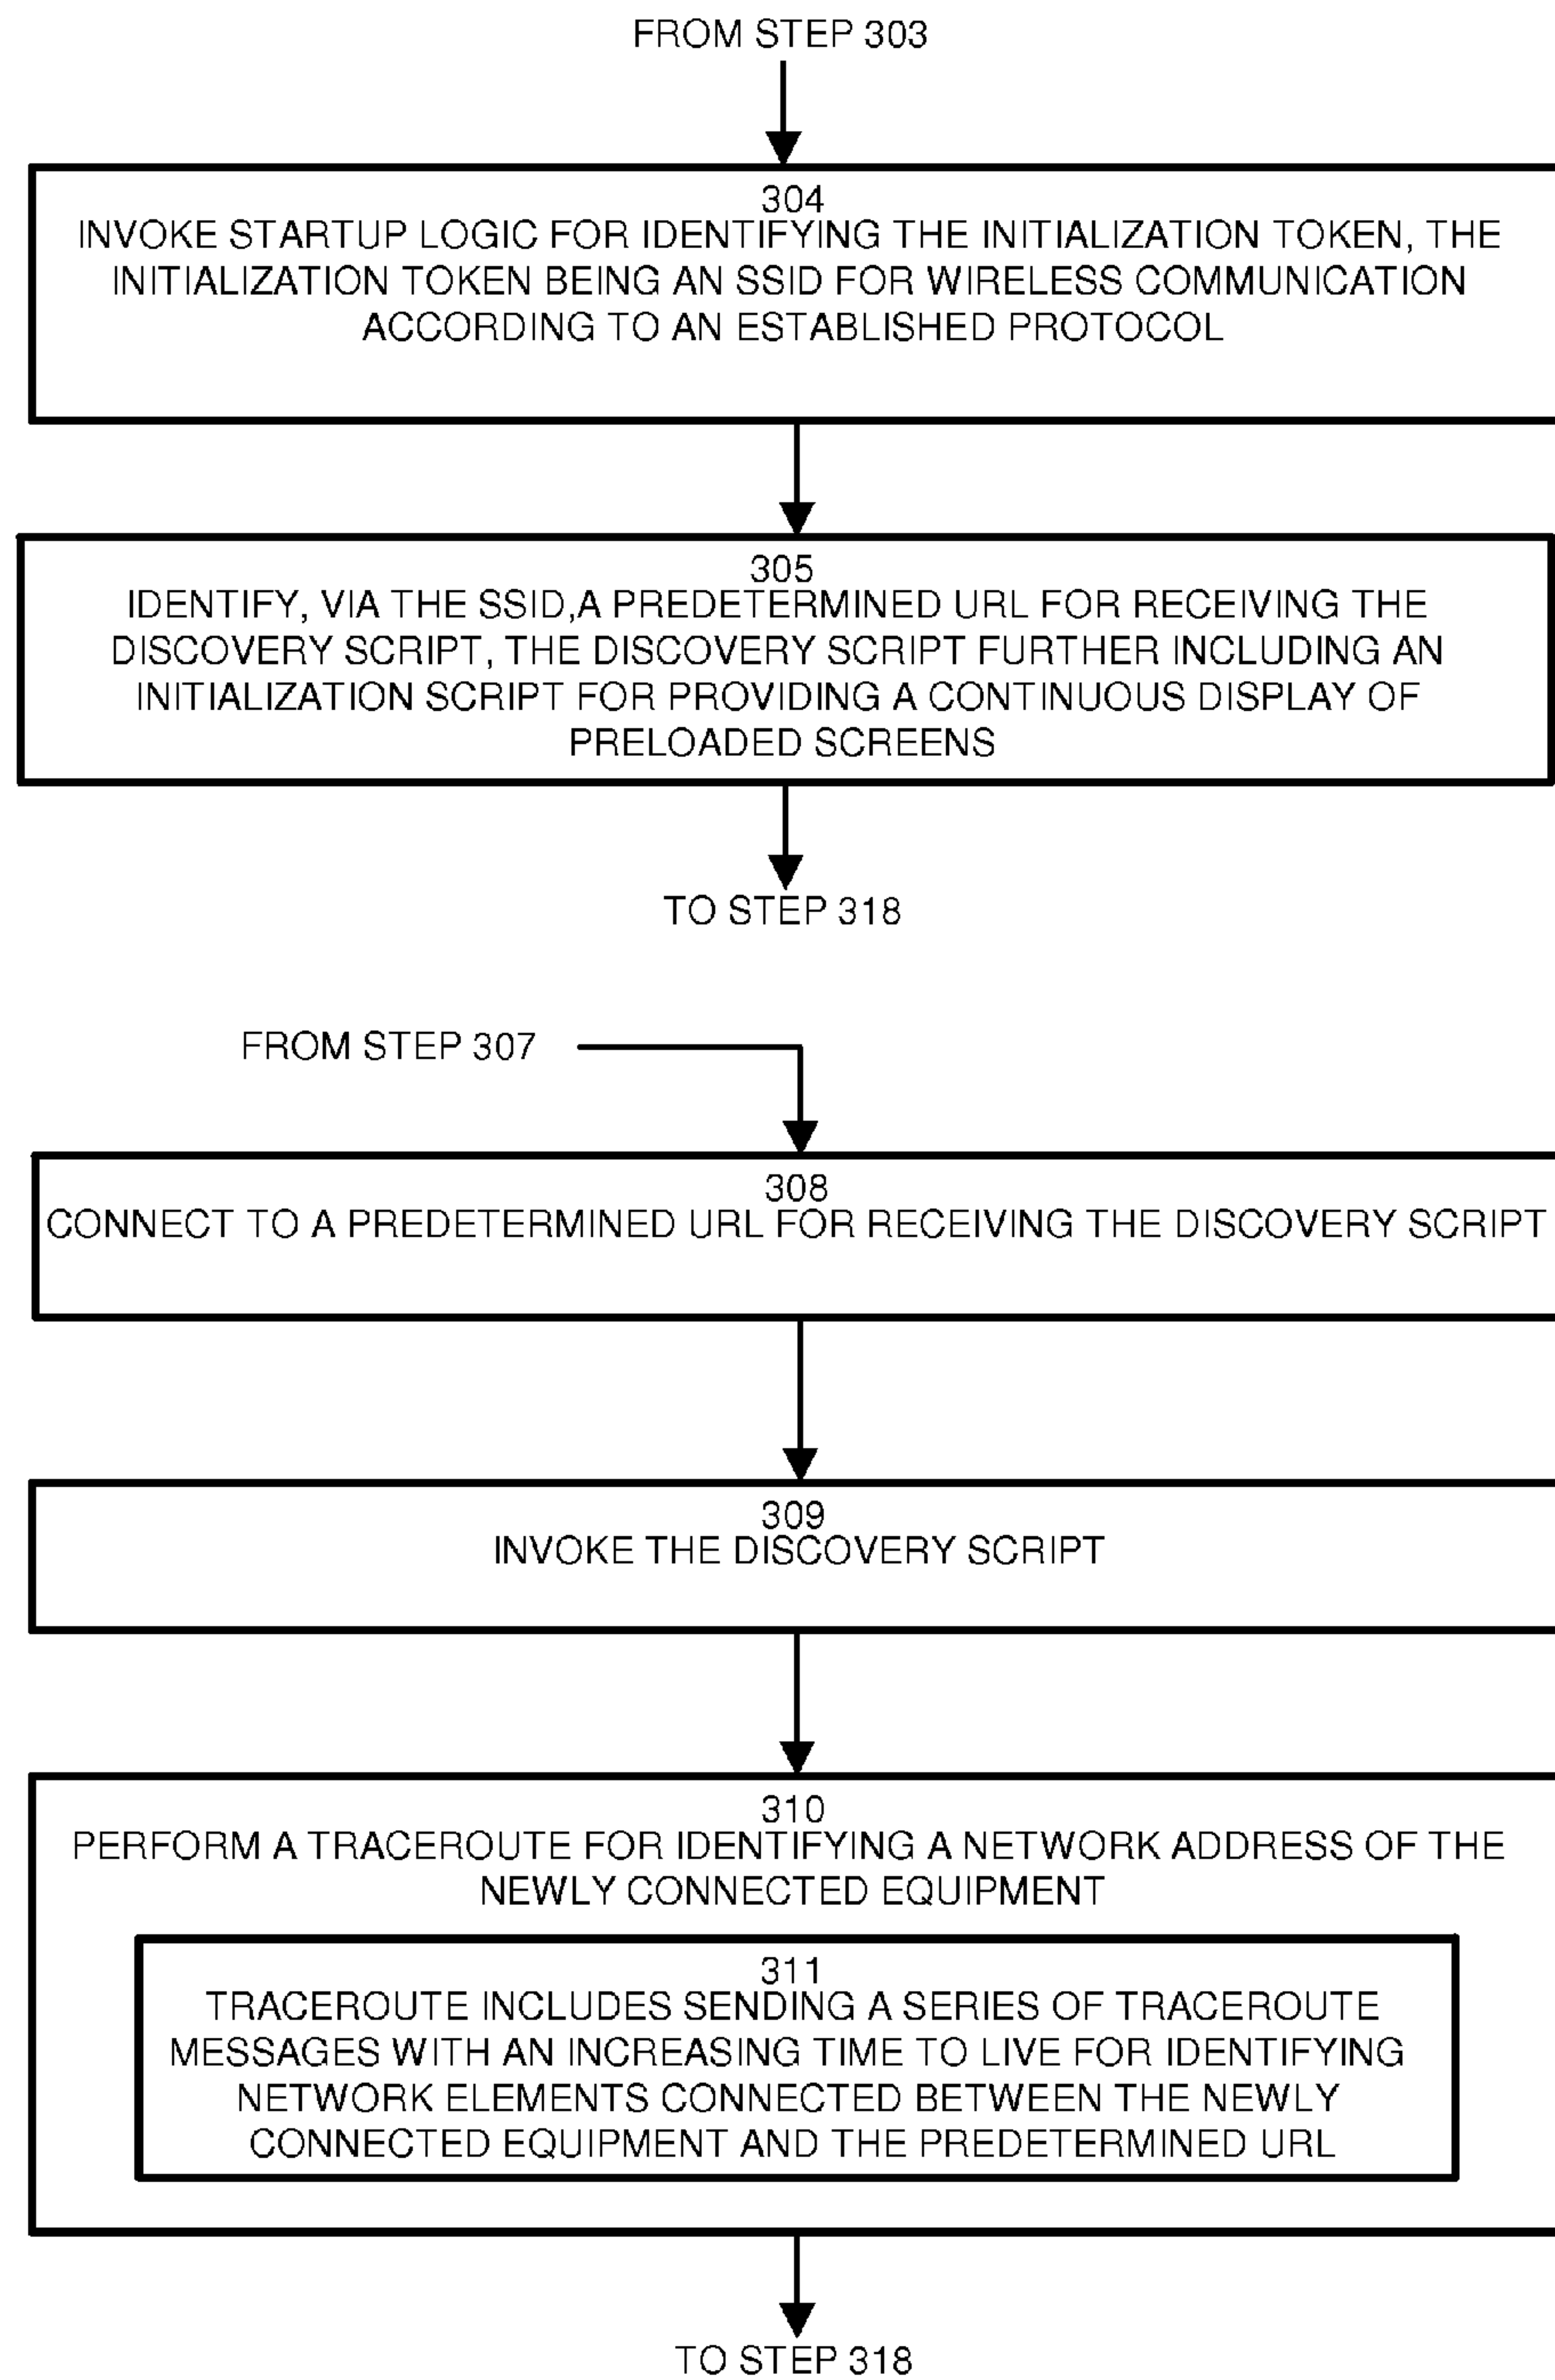 FROM STEP 303
304
INVOKE STARTUP LOGIC FOR IDENTIFYING THE INITIALIZATION TOKEN, THE
INITIALIZATION TOKEN BEING AN SSID FOR WIRELESS COMMUNICATION
ACCORDING TO AN ESTABLISHED PROTOCOL
305
IDENTIFY, VIA THE SSID,A PREDETERMINED URL FOR RECEIVING THE
DISCOVERY SCRIPT, THE DISCOVERY SCRIPT FURTHER INCLUDING AN
INITIALIZATION SCRIPT FOR PROVIDING A CONTINUOUS DISPLAY OF
PRELOADED SCREENS
TO STEP 318
FROM STEP 307
308
CONNECT TO A PREDETERMINED URL FOR RECEIVING THE DISCOVERY SCRIPT
309
INVOKE THE DISCOVERY SCRIPT
310
PERFORM A TRACEROUTE FOR IDENTIFYING A NETWORK ADDRESS OF THE
NEWLY CONNECTED EQUIPMENT
311
TRACEROUTE INCLUDES SENDING A SERIES OF TRACEROUTE
MESSAGES WITH AN INCREASING TIME TO LIVE FOR IDENTIFYING
NETWORK ELEMENTS CONNECTED BETWEEN THE NEWLY
CONNECTED EQUIPMENT AND THE PREDETERMINED URL
TO STEP 318